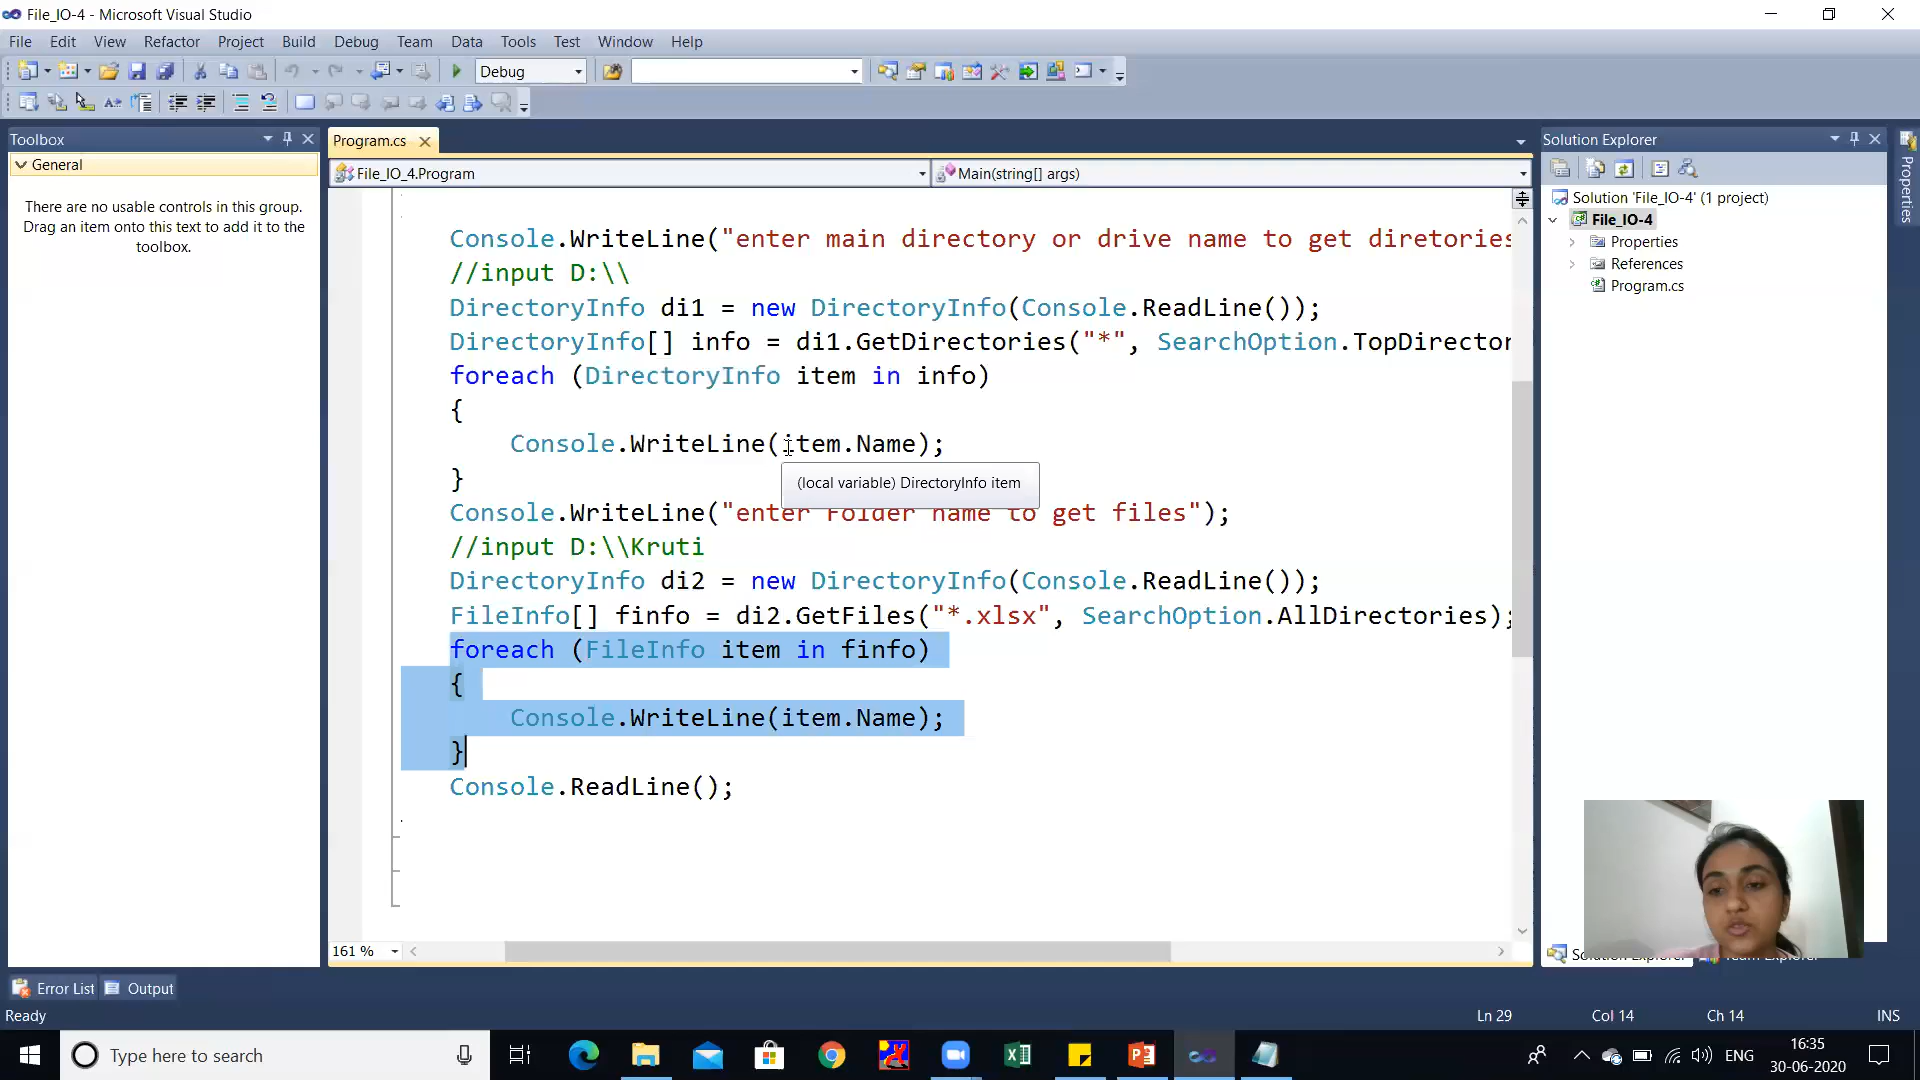 File_IO-4 - Microsoft Visual Studio
File Edit View Refactor Project Build Debug Team Data Tools Test Window Help
Debug
Toolbox
General
There are no usable controls in this group. Drag an item onto this text to add it to the toolbox.
Program.cs
File_IO_4.Program
Main(string[] args)
Console.WriteLine("enter main directory or drive name to get diretories
//input D:\\
DirectoryInfo di1 = new DirectoryInfo(Console.ReadLine());
DirectoryInfo[] info = di1.GetDirectories("*", SearchOption.TopDirector
foreach (DirectoryInfo item in info)
{
Console.WriteLine(item.Name);
}
(local variable) DirectoryInfo item
Console.WriteLine("enter Folder name to get files");
//input D:\\Kruti
DirectoryInfo di2 = new DirectoryInfo(Console.ReadLine());
FileInfo[] finfo = di2.GetFiles("*.xlsx", SearchOption.AllDirectories);
foreach (FileInfo item in finfo)
{
Console.WriteLine(item.Name);
}
Console.ReadLine();
161 %
Solution Explorer
Solution 'File_IO-4' (1 project)
File_IO-4
Properties
References
Program.cs
Properties
Solution Explorer
Team Explorer
Error List
Output
Ready
Ln 29
Col 14
Ch 14
INS
Type here to search
ENG
16:35
30-06-2020